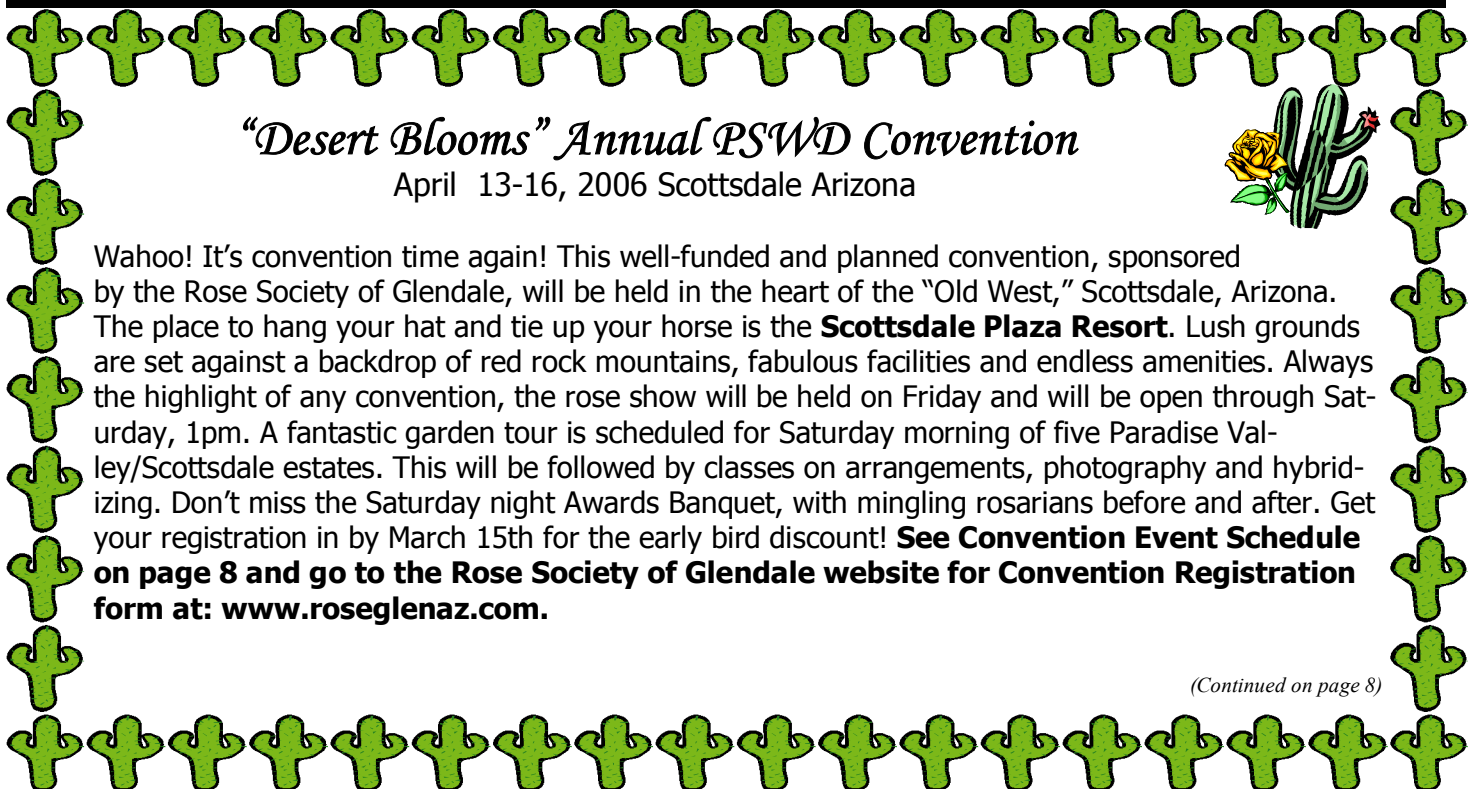 “Desert Blooms” Annual PSWD Convention
April 13-16, 2006 Scottsdale Arizona
Wahoo! It’s convention time again! This well-funded and planned convention, sponsored
by the Rose Society of Glendale, will be held in the heart of the “Old West,” Scottsdale, Arizona.
The place to hang your hat and tie up your horse is the Scottsdale Plaza Resort. Lush grounds
are set against a backdrop of red rock mountains, fabulous facilities and endless amenities. Always
the highlight of any convention, the rose show will be held on Friday and will be open through Sat-
urday, 1pm. A fantastic garden tour is scheduled for Saturday morning of five Paradise Val-
ley/Scottsdale estates. This will be followed by classes on arrangements, photography and hybrid-
izing. Don’t miss the Saturday night Awards Banquet, with mingling rosarians before and after. Get
your registration in by March 15th for the early bird discount! See Convention Event Schedule
on page 8 and go to the Rose Society of Glendale website for Convention Registration
form at: www.roseglenaz.com.
(Continued on page 8)